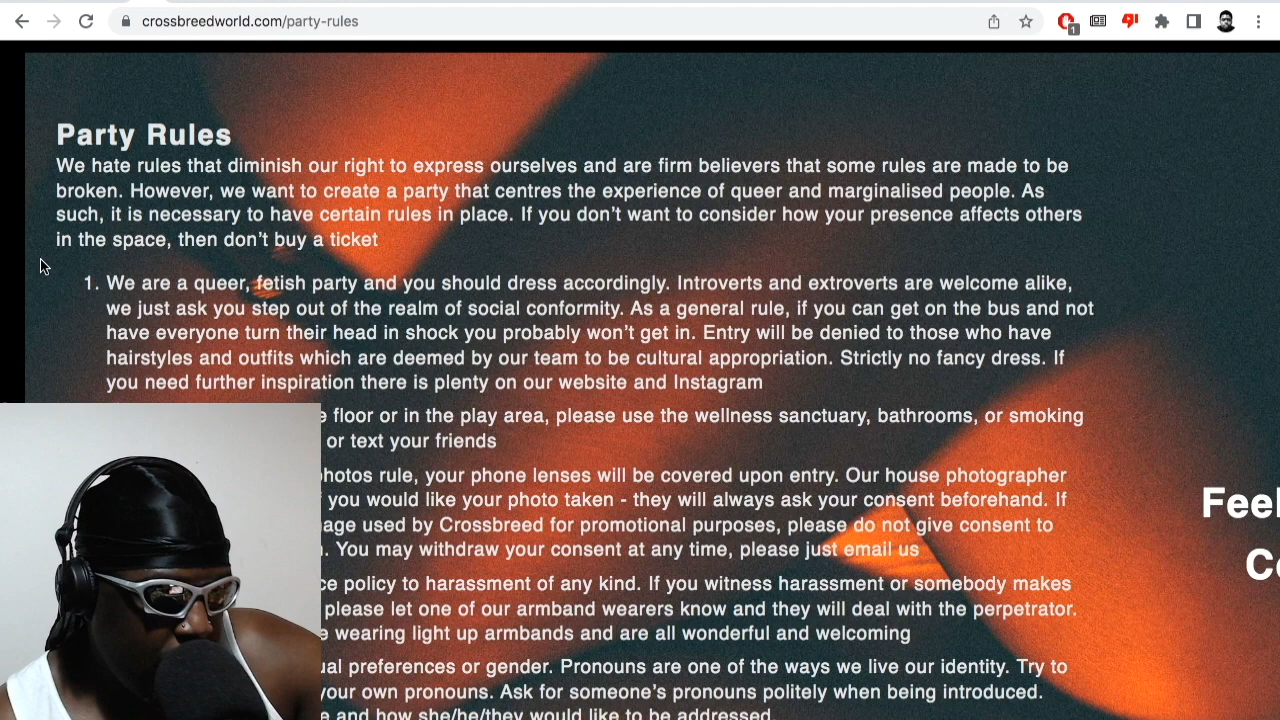 crossbreedworld.com/party-rules
1
Party Rules
We hate rules that diminish our right to express ourselves and are firm believers that some rules are made to be
broken. However, we want to create a party that centres the experience of queer and marginalised people. As
such, it is necessary to have certain rules in place. If you don’t want to consider how your presence affects others
in the space, then don’t buy a ticket
1. We are a queer, fetish party and you should dress accordingly. Introverts and extroverts are welcome alike,
we just ask you step out of the realm of social conformity. As a general rule, if you can get on the bus and not
have everyone turn their head in shock you probably won’t get in. Entry will be denied to those who have
hairstyles and outfits which are deemed by our team to be cultural appropriation. Strictly no fancy dress. If
you need further inspiration there is plenty on our website and Instagram
floor or in the play area, please use the wellness sanctuary, bathrooms, or smoking
or text your friends
photos rule, your phone lenses will be covered upon entry. Our house photographer
you would like your photo taken - they will always ask your consent beforehand. If
used by Crossbreed for promotional purposes, please do not give consent to
You may withdraw your consent at any time, please just email us
policy to harassment of any kind. If you witness harassment or somebody makes
please let one of our armband wearers know and they will deal with the perpetrator.
wearing light up armbands and are all wonderful and welcoming
preferences or gender. Pronouns are one of the ways we live our identity. Try to
your own pronouns. Ask for someone’s pronouns politely when being introduced.
and how she/he/they would like to be addressed
Feel